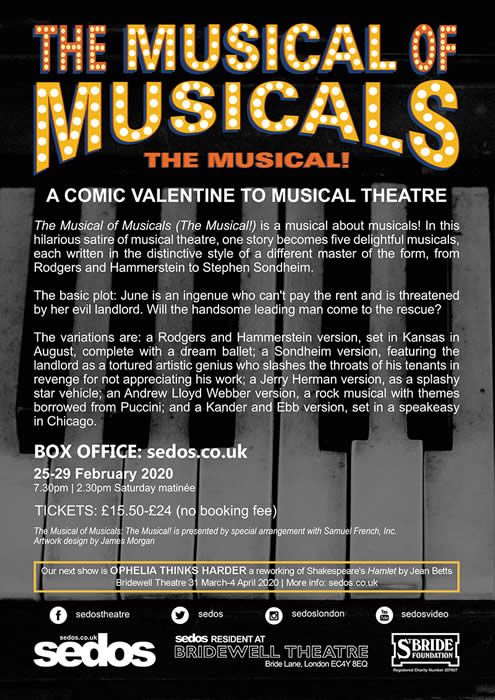 THE MUSICAL OF
MUSICALS
THE MUSICAL!
A COMIC VALENTINE TO MUSICAL THEATRE
The Musical of Musicals (The Musical!) is a musical about musicals! In this
hilarious satire of musical theatre, one story becomes five delightful musicals,
each written in the distinctive style of a different master of the form, from
Rodgers and Hammerstein to Stephen Sondheim.
The basic plot: June is an ingenue who can't pay the rent and is threatened
by her evil landlord. Will the handsome leading man come to the rescue?
The variations are: a Rodgers and Hammerstein version, set in Kansas in
August, complete with a dream ballet; a Sondheim version, featuring the
landlord as a tortured artistic genius who slashes the throats of his tenants in
revenge for not appreciating his work; a Jerry Herman version, as a splashy
star vehicle; an Andrew Lloyd Webber version, a rock musical with themes
borrowed from Puccini; and a Kander and Ebb version, set in a speakeasy
in Chicago.
BOX OFFICE: sedos.co.uk
25-29 February 2020
7.30pm | 2.30pm Saturday matinée
TICKETS: £15.50-£24 (no booking fee)
The Musical of Musicals: The Musical! is presented by special arrangement with Samuel French, Inc.
Artwork design by James Morgan
Our next show is OPHELIA THINKS HARDER a reworking of Shakespeare's Hamlet by Jean Betts
Bridewell Theatre 31 March-4 April 2020 | More info: sedos.co.uk
sedostheatre sedos sedoslondon sedosvideo
sedos.co.uk
sedos
sedos RESIDENT AT
BRIDEWELL THEATRE
Bride Lane, London EC4Y 8EQ
ST BRIDE
FOUNDATION
Registered Charity Number 207607